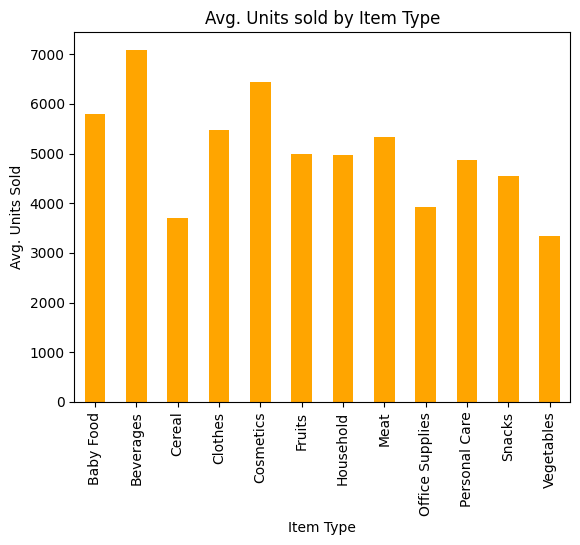 Avg. Units sold by Item Type
Avg. Units Sold
7000
6000
5000
4000
3000
2000
1000
0
Baby Food
Beverages
Cereal
Clothes
Cosmetics
Fruits
Household
Meat
Office Supplies
Personal Care
Snacks
Vegetables
Item Type